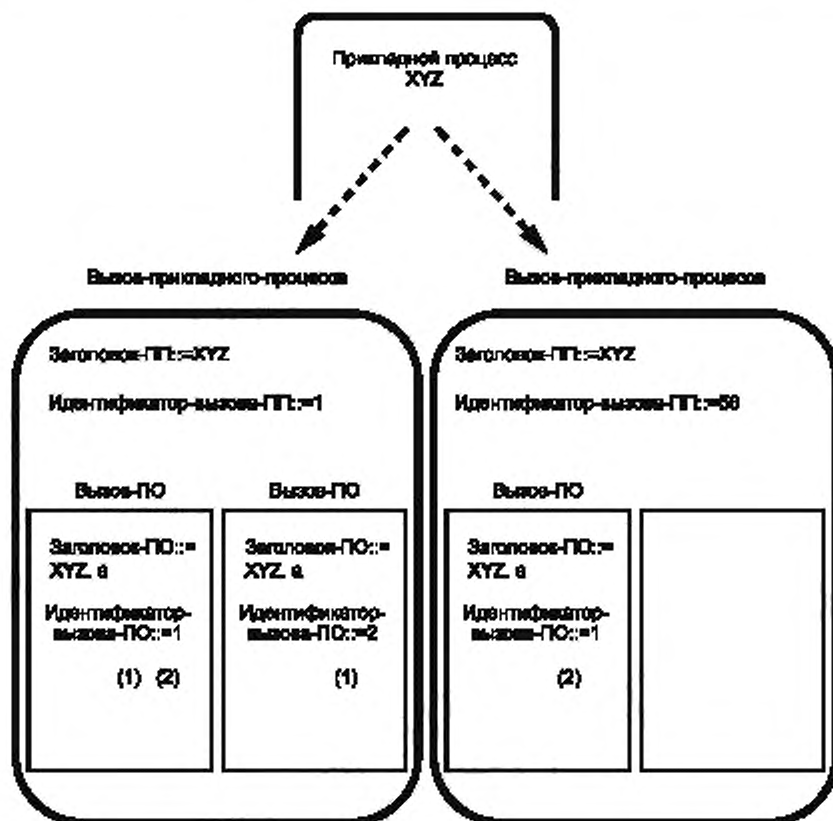 Прикладной процесс
XYZ
Вызов-прикладного-процесса
Вызов-прикладного-процесса
Заголовок-ПП::=XYZ
Идентификатор-вызова-ПП::=1
Заголовок-ПП::=XYZ
Идентификатор-вызова-ПП::=56
Вызов-ПО
Вызов-ПО
Вызов-ПО
Заголовок-ПО::=
XYZ. a
Идентификатор-
вызова-ПО::=1
(1) (2)
Заголовок-ПО::=
XYZ. a
Идентификатор-
вызова-ПО::=2
(1)
Заголовок-ПО::=
XYZ. a
Идентификатор-
вызова-ПО::=1
(2)